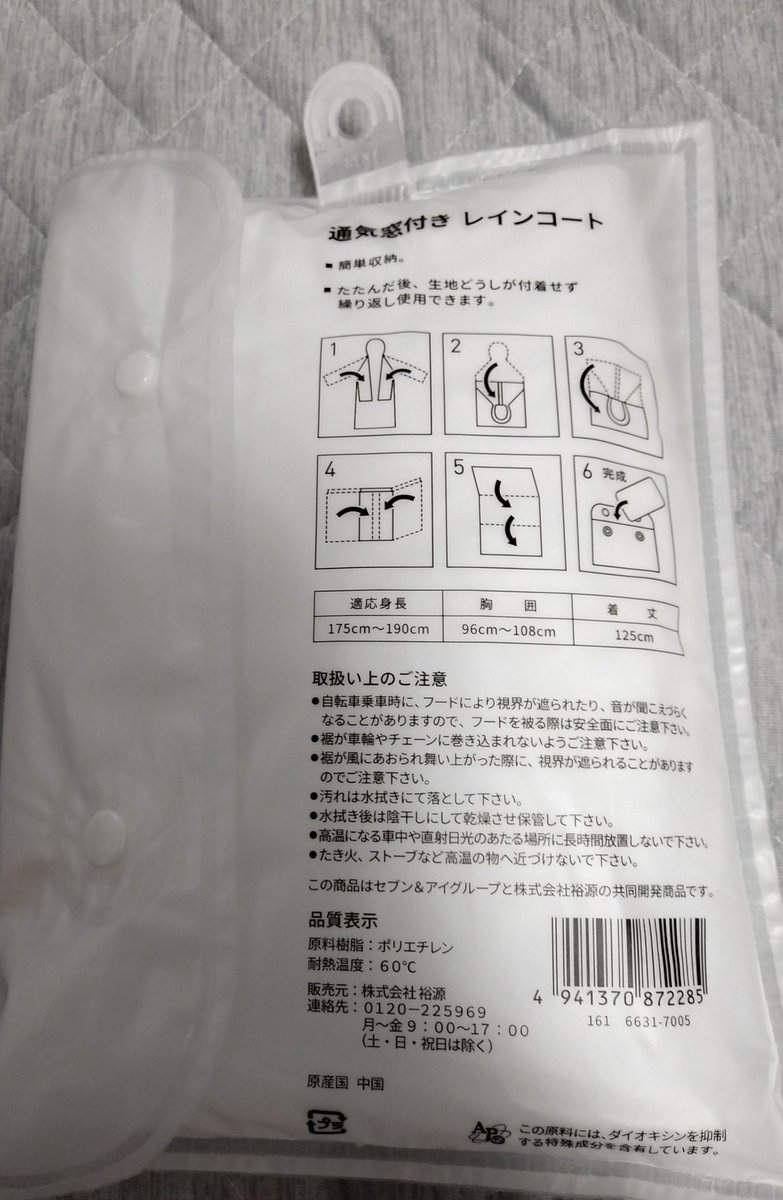 通気窓付き レインコート
▪ 簡単収納。
▪ たたんだ後、生地どうしが付着せず
繰り返し使用できます。
1
2
3
4
5
6 完成
適応身長 胸 囲 着 丈
175cm～190cm 96cm～108cm 125cm
取扱い上のご注意
●自転車乗車時に、フードにより視界が遮られたり、音が聞こえづらく
なることがありますので、フードを被る際は安全面にご注意下さい。
●裾が車輪やチェーンに巻き込まれないようご注意下さい。
●裾が風にあおられ舞い上がった際に、視界が遮られることがあります
のでご注意下さい。
●汚れは水拭きにて落として下さい。
●水拭き後は陰干しにして乾燥させ保管して下さい。
●高温になる車中や直射日光のあたる場所に長時間放置しないで下さい。
●たき火、ストーブなど高温の物へ近づけないで下さい。
この商品はセブン＆アイグループと株式会社裕源の共同開発商品です。
品質表示
原料樹脂：ポリエチレン
耐熱温度：６０℃
販売元：株式会社裕源
連絡先：０１２０－２２５９６９
月～金９：００～１７：００
（土・日・祝日は除く）
4 941370 872285
161 6631-7005
原産国 中国
プラ
この原料には、ダイオキシンを抑制
する特殊成分を含有しています。